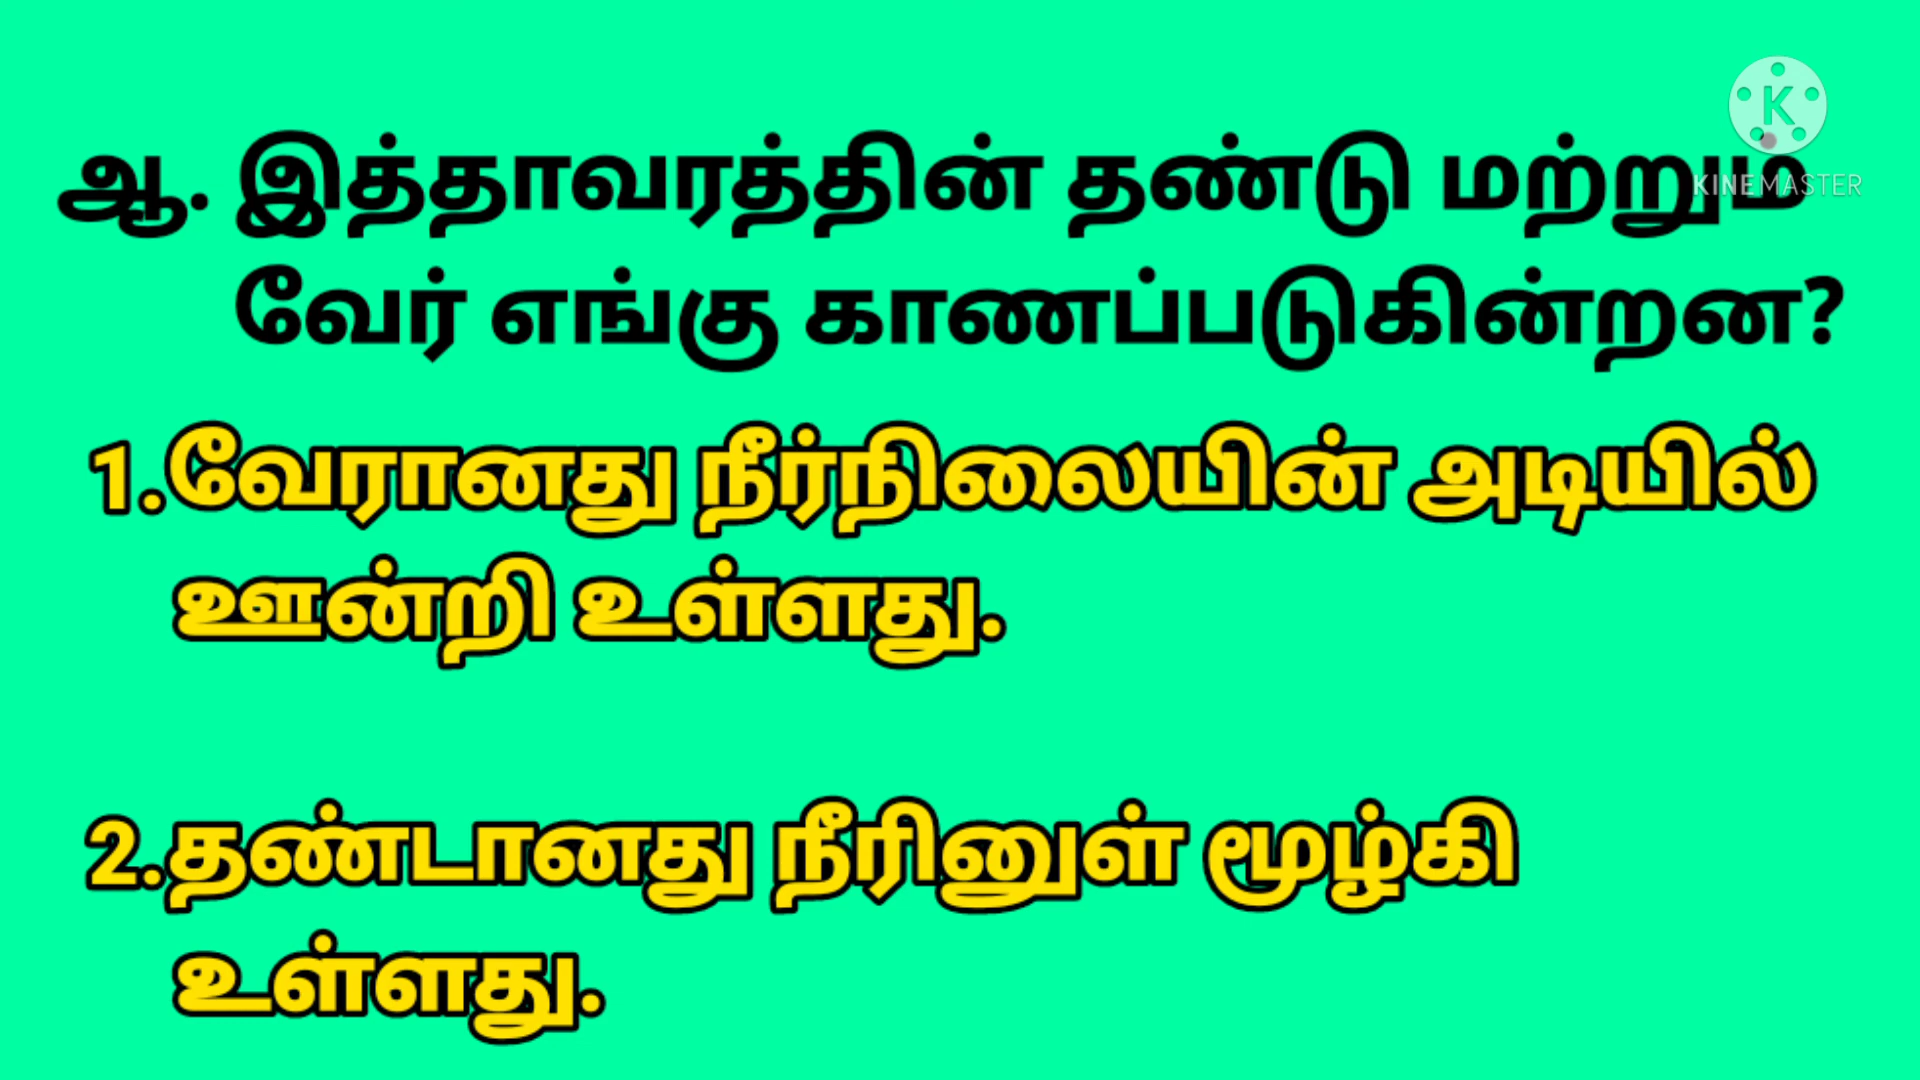 ஆ. இத்தாவரத்தின் தண்டு மற்றும்
வேர் எங்கு காணப்படுகின்றன?
1.வேரானது நீர்நிலையின் அடியில்
ஊன்றி உள்ளது.
2.தண்டானது நீரினுள் மூழ்கி
உள்ளது.
K
KINEMASTER